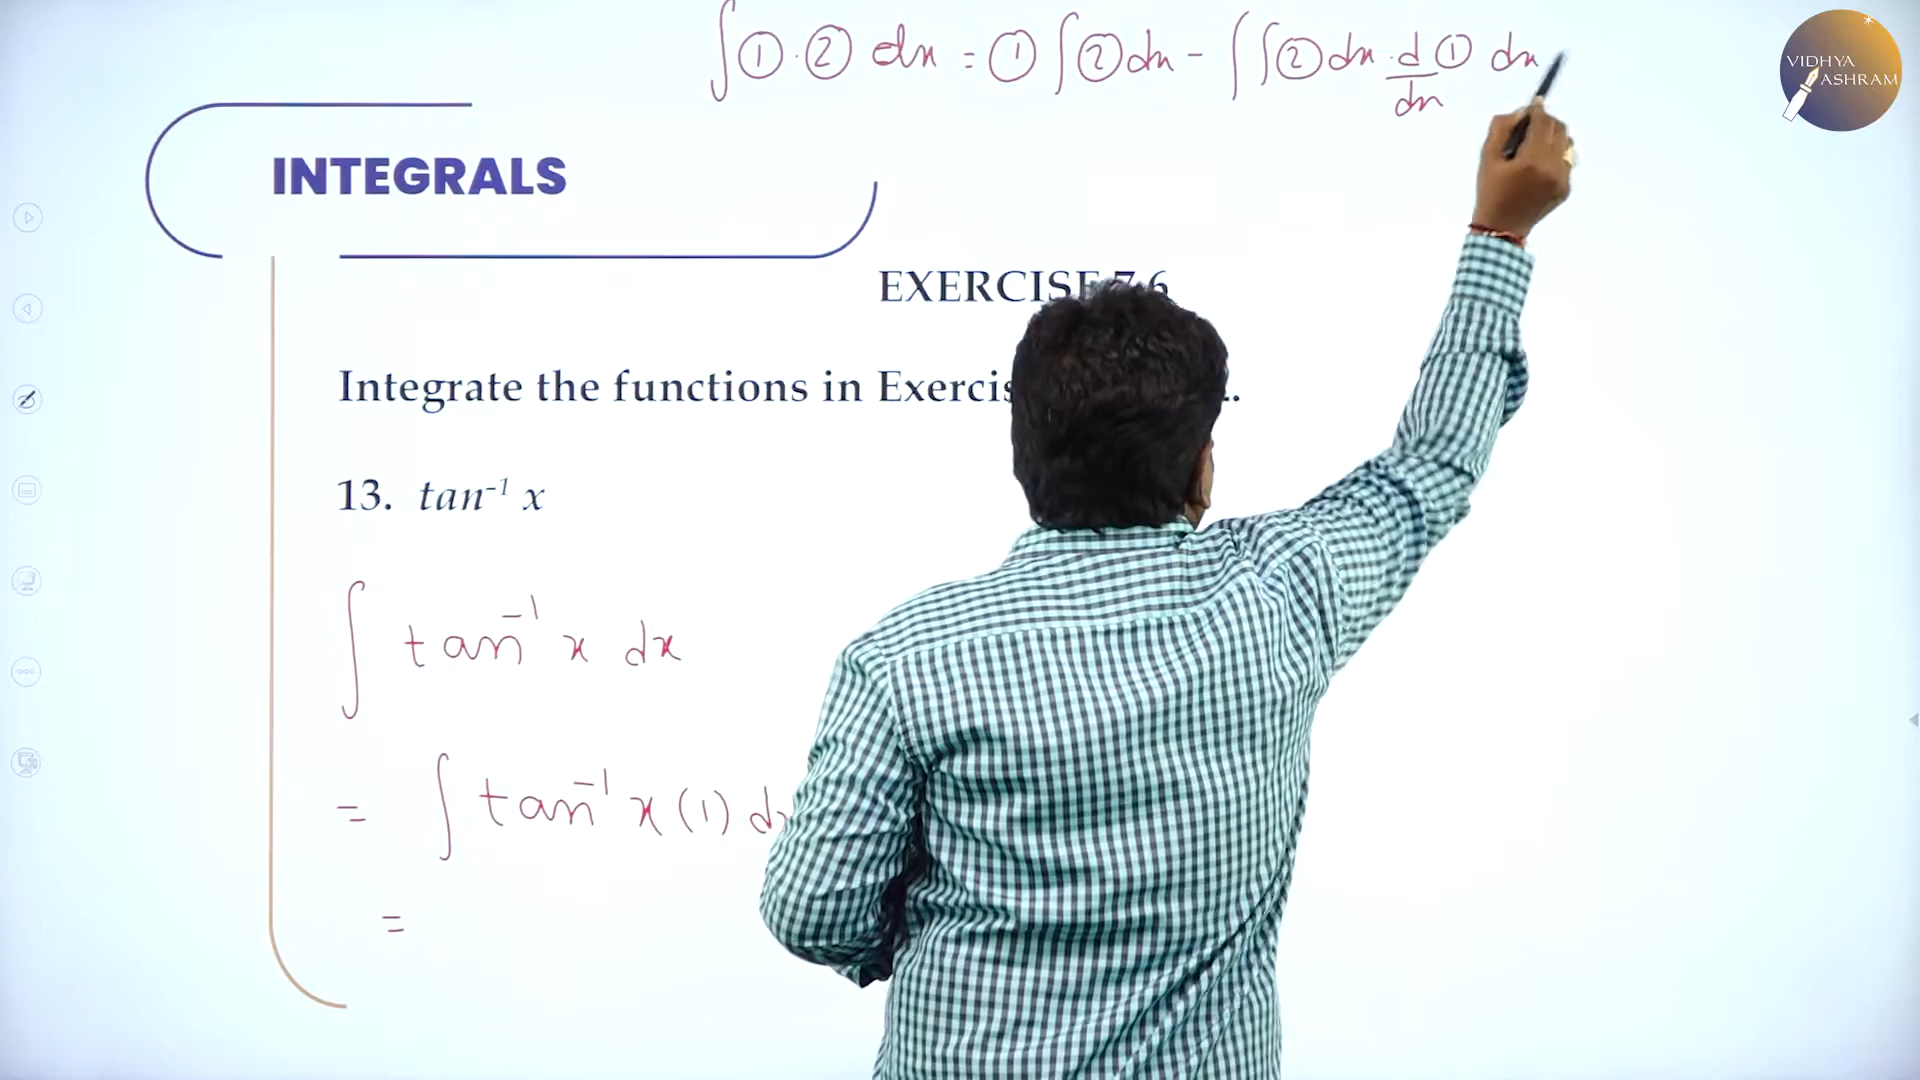 ∫ ① · ② dx = ① ∫ ② dx - ∫ ∫ ② dx · d/dx ① dx
VIDHYA
ASHRAM
INTEGRALS
EXERCISE 7.6
Integrate the functions in
13. tan⁻¹ x
∫ tan⁻¹ x dx
= ∫ tan⁻¹ x (1) dx
=